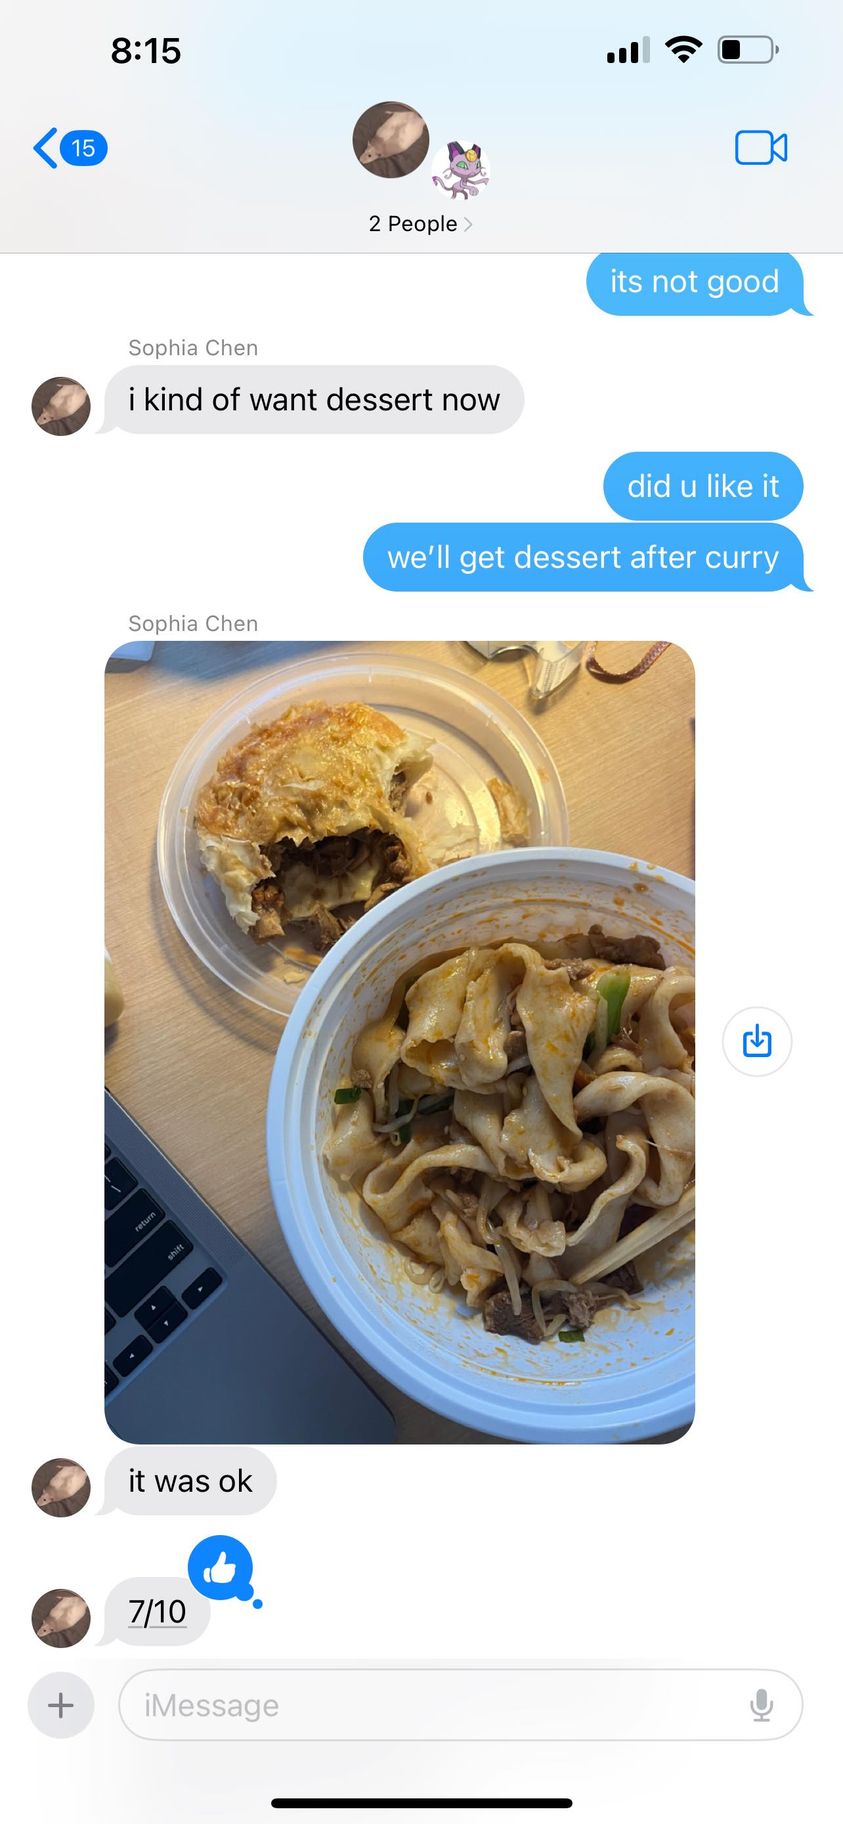 8:15
15
2 People
its not good
Sophia Chen
i kind of want dessert now
did u like it
we’ll get dessert after curry
Sophia Chen
return
shift
it was ok
7/10
iMessage